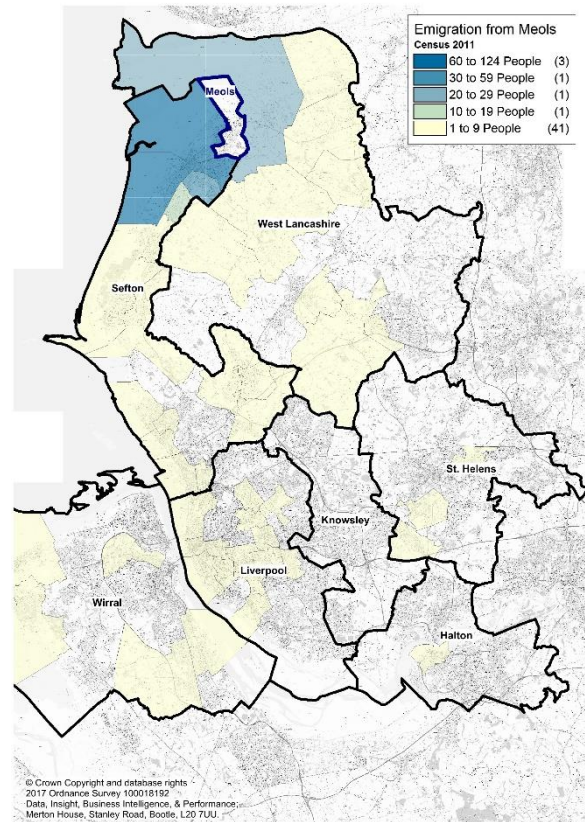 Emigration from Meols
Census 2011
60 to 124 People (3)
30 to 59 People (1)
20 to 29 People (1)
10 to 19 People (1)
1 to 9 People (41)
Meols
West Lancashire
Sefton
St. Helens
Knowsley
Liverpool
Wirral
Halton
© Crown Copyright and database rights
2017 Ordnance Survey 100018192
Data, Insight, Business Intelligence, & Performance;
Merton House, Stanley Road, Bootle, L20 7UU.